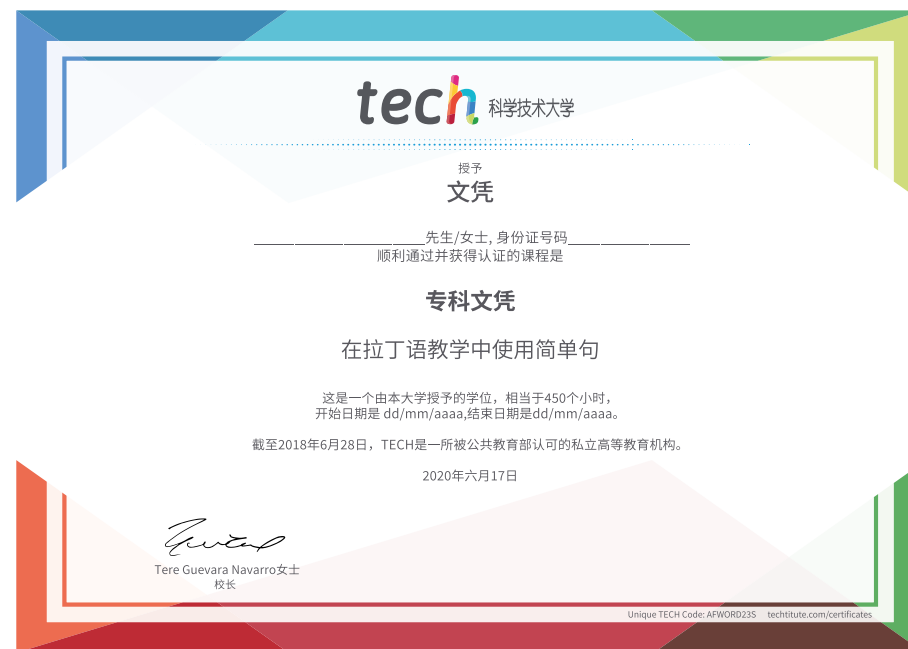 tech 科学技术大学
授予
文凭
____________________先生/女士, 身份证号码______________
顺利通过并获得认证的课程是
专科文凭
在拉丁语教学中使用简单句
这是一个由本大学授予的学位，相当于450个小时，
开始日期是 dd/mm/aaaa,结束日期是dd/mm/aaaa。
截至2018年6月28日，TECH是一所被公共教育部认可的私立高等教育机构。
2020年六月17日
Tere Guevara Navarro女士
校长
Unique TECH Code: AFWORD23S techtitute.com/certificates